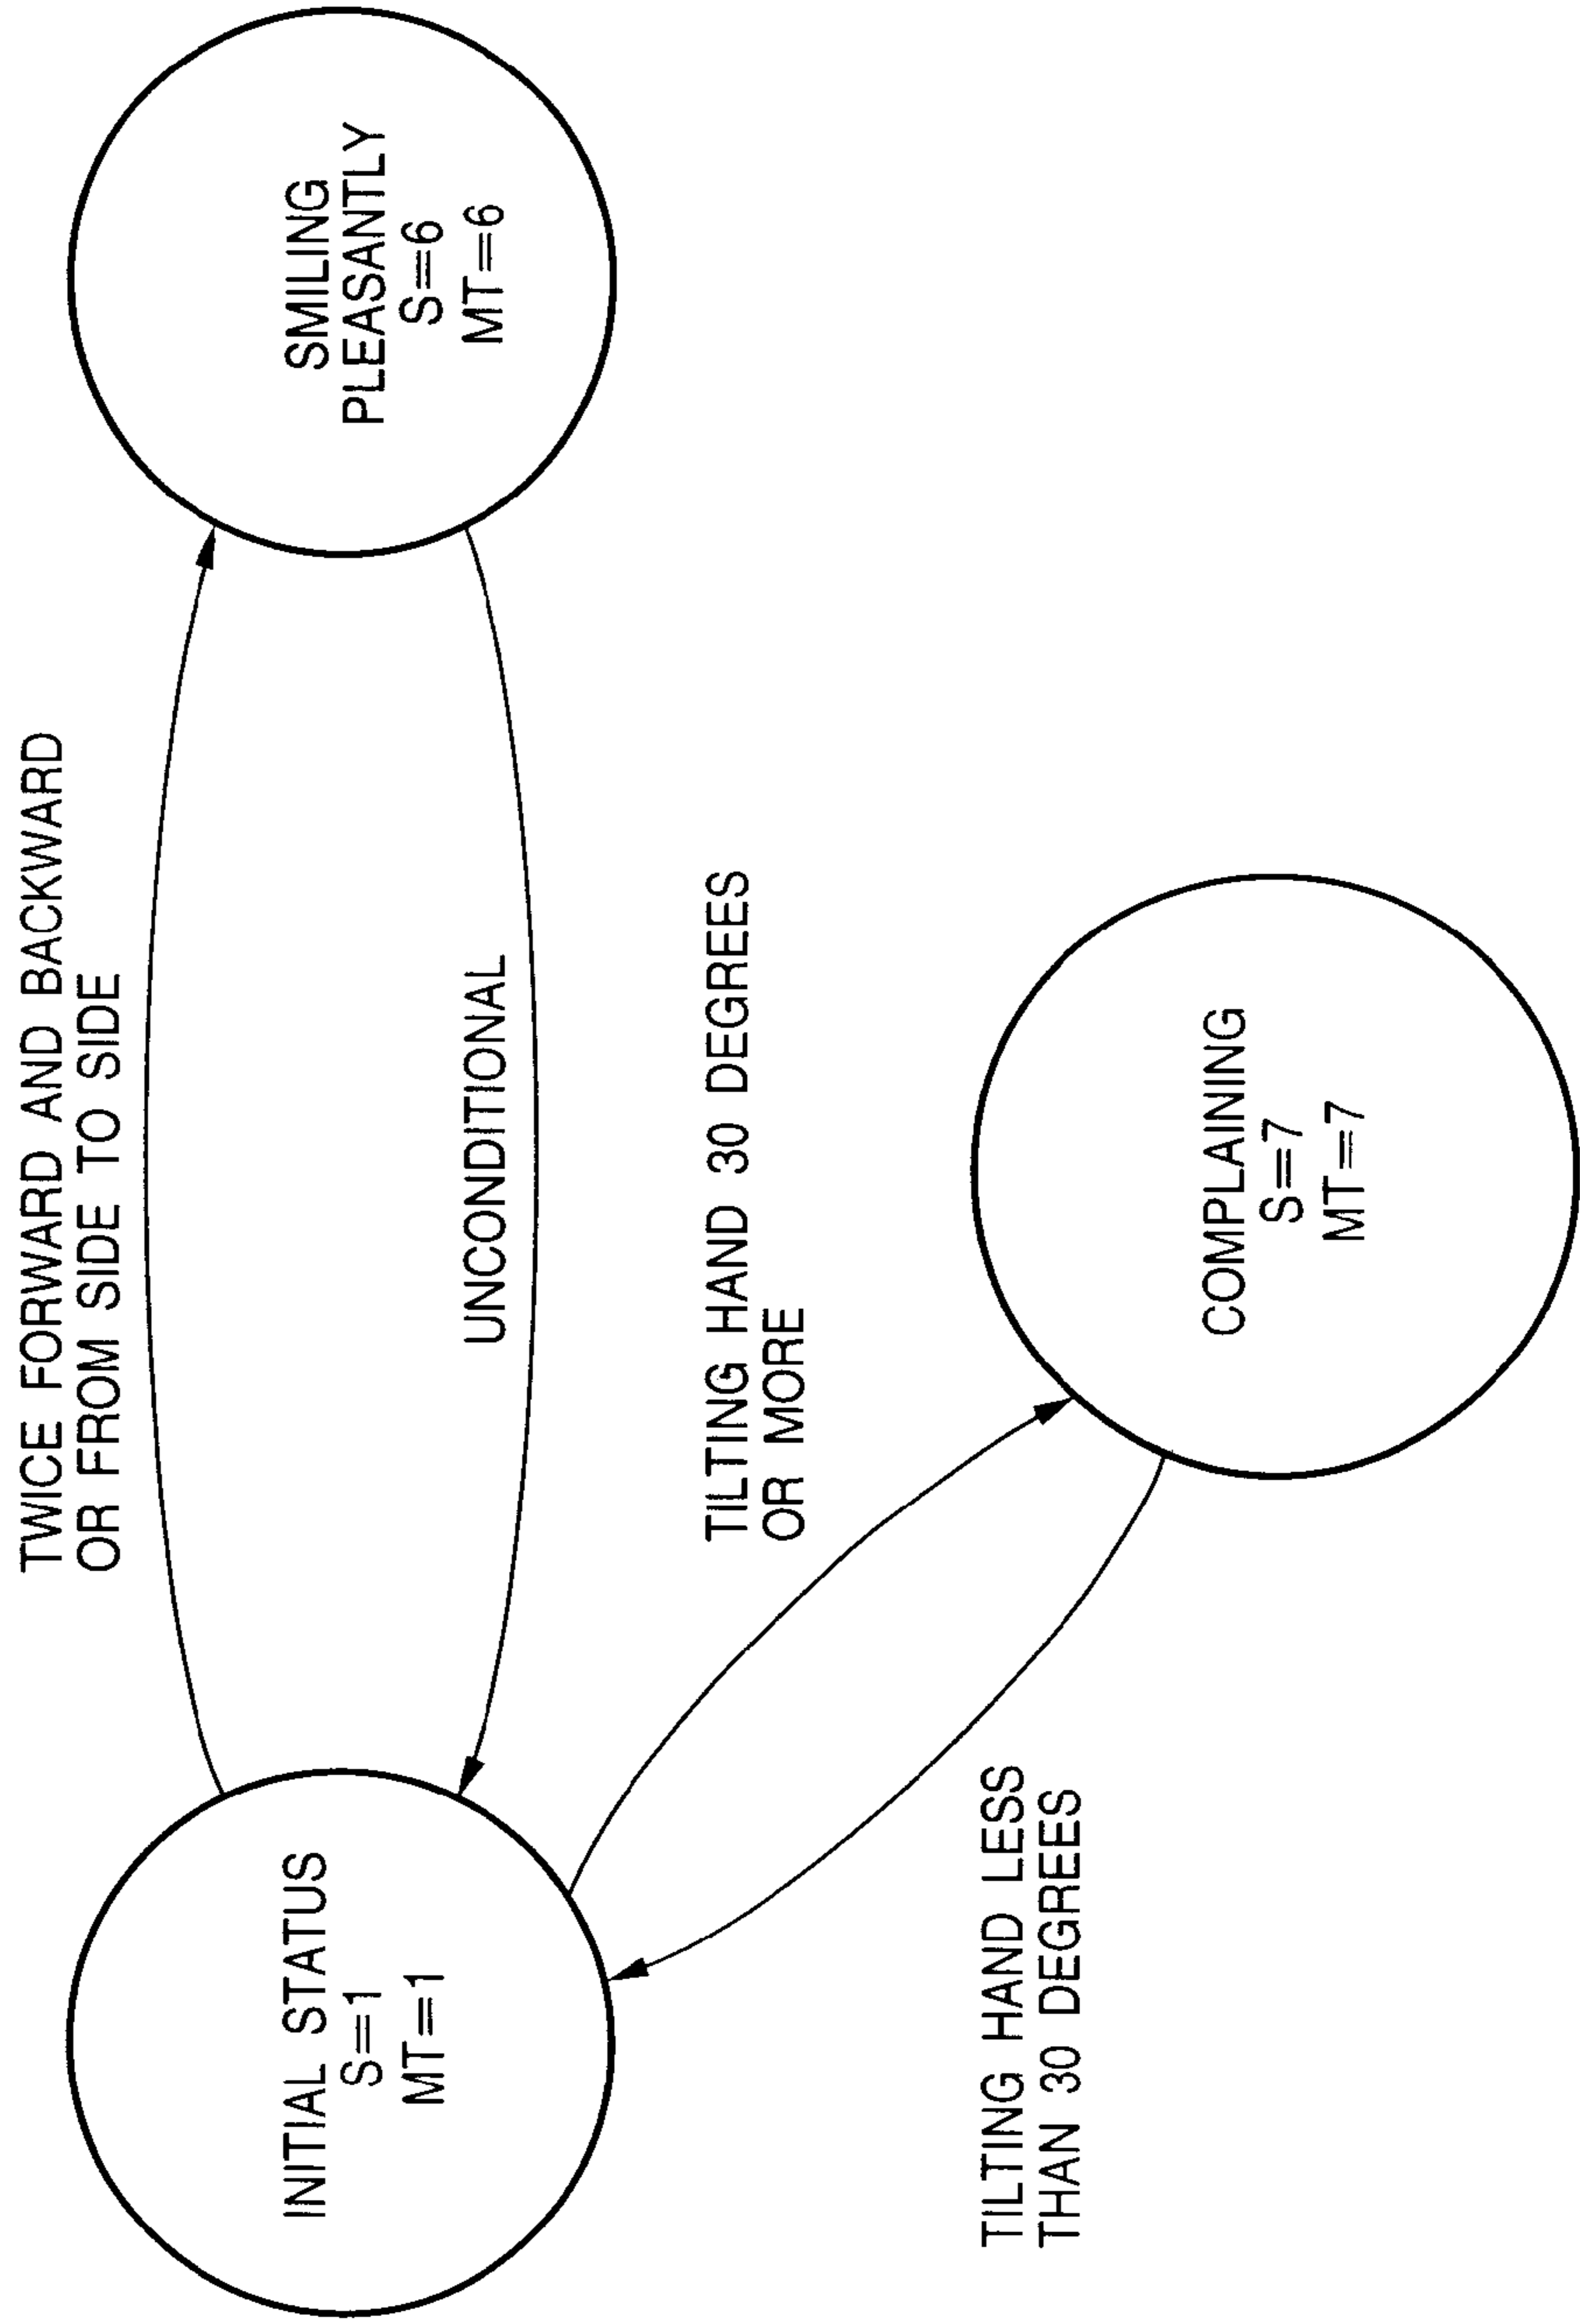 TWICE FORWARD AND BACKWARD
OR FROM SIDE TO SIDE
INITIAL STATUS
S=1
MT=1
SMILING
PLEASANTLY
S=6
MT=6
UNCONDITIONAL
TILTING HAND 30 DEGREES
OR MORE
TILTING HAND LESS
THAN 30 DEGREES
COMPLAINING
S=7
MT=7